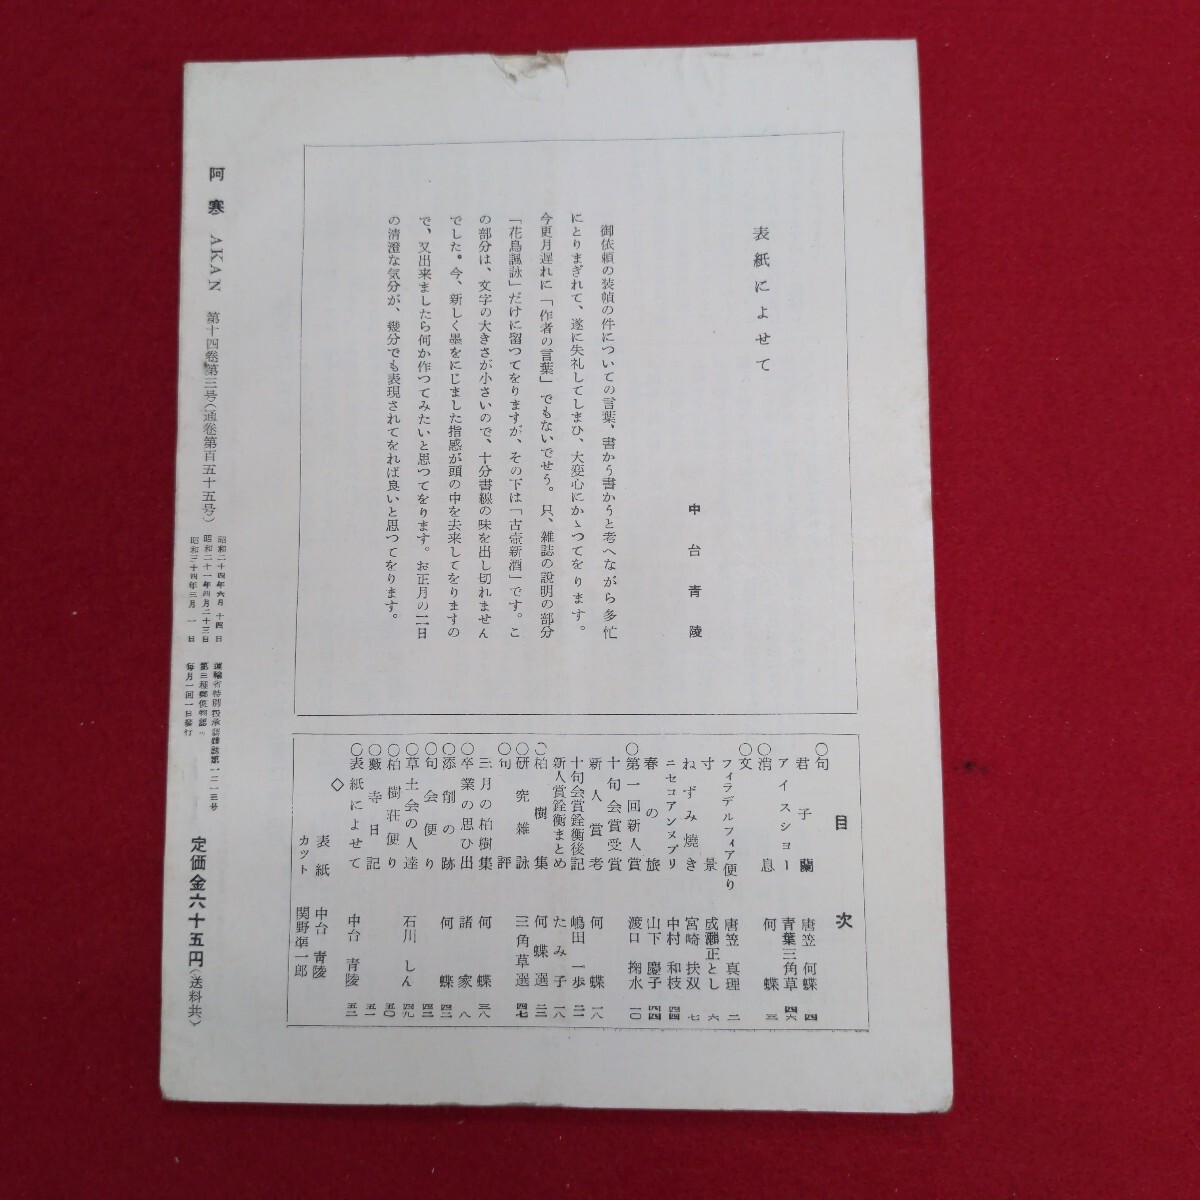 表紙によせて
中台青陵
御依頼の装幀の件についての言葉、書かう書かうと考へながら多忙
にとりまぎれて、遂に失礼してしまひ、大変心にかゝつてをります。
今更月遅れに「作者の言葉」でもないでせう。只、雑誌の説明の部分
「花鳥諷詠」だけに留つてをりますが、その下は「古壺新酒」です。こ
の部分は、文字の大きさが小さいので、十分書線の味を出し切れません
でした。今、新しく墨をにじました指感が頭の中を去来してをりますの
で、又出来ましたら何か作つてみたいと思つてをります。お正月の二日
の清澄な気分が、幾分でも表現されてをれば良いと思つてをります。
目次
○句
君子蘭 唐笠何蝶 四
アイスショー 青葉三角草 四六
○消息 何蝶 三
○文
フィラデルフィア便り 唐笠真理 二
寸景 成瀬正とし 六
ねずみ焼き 宮崎扶双 七
ニセコアンヌプリ 中村和枝 四四
春の旅 山下慶子 四四
○第一回新人賞 渡口掬水 一〇
十句会賞受賞
新人賞考 何蝶 一八
十句会賞銓衡後記 嶋田一歩 二一
新人賞銓衡まとめ たみ子 一八
○柏樹集 何蝶選 二二
○研究雑詠 三角草選 四七
○句評
三月の柏樹集 何蝶 三八
○卒業の思ひ出 諸家 八
○添削の跡 何蝶 四二
○句会便り 四二
○草土会の人達 石川しん 四九
○柏樹荘便り 五〇
○藪寺日記 五一
○表紙によせて 中台青陵 五二
◇
表紙 中台青陵
カット 関野準一郎
阿寒 AKAN 第十四巻第三号(通巻第百五十五号)
昭和二十四年六月十四日 運輸省特別扱承認雑誌第一二一三号
昭和二十一年四月二十三日 第三種郵便物認可
昭和三十四年三月一日 毎月一回一日発行
定価金六十五円(送料共)